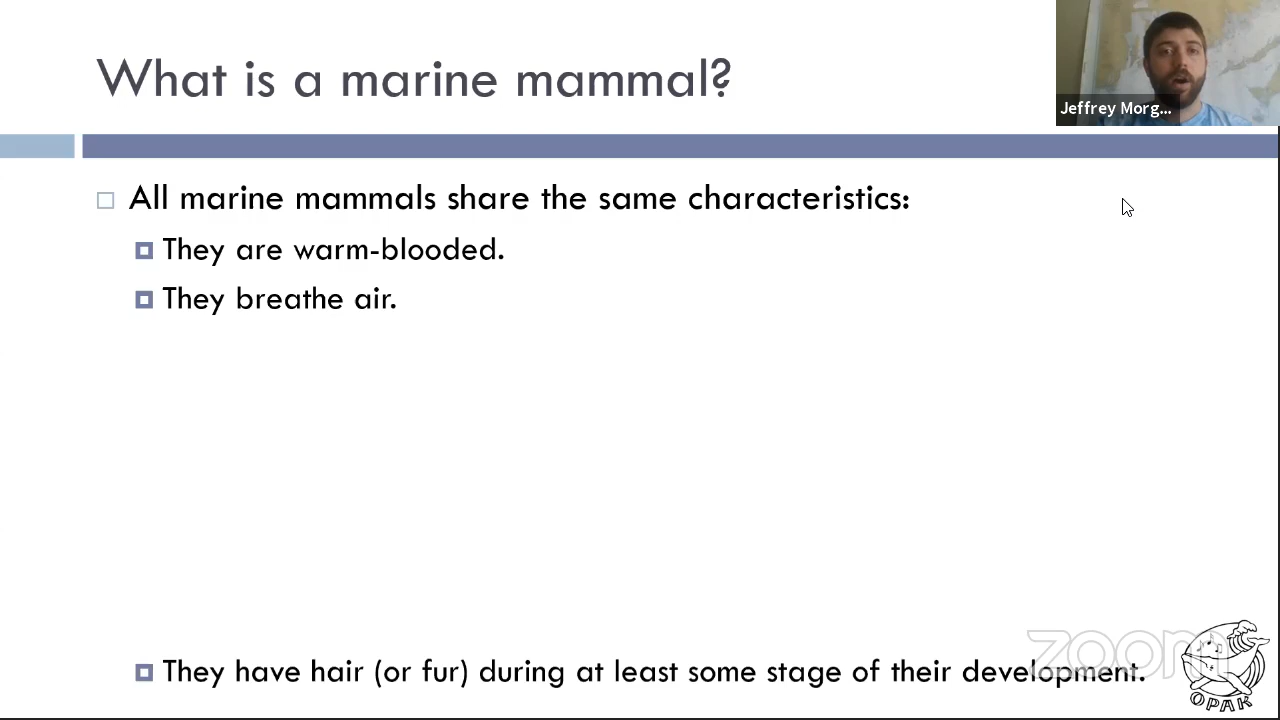 What is a marine mammal?
Jeffrey Morg...
All marine mammals share the same characteristics:
They are warm-blooded.
They breathe air.
They have hair (or fur) during at least some stage of their development.
zoom
OPAK